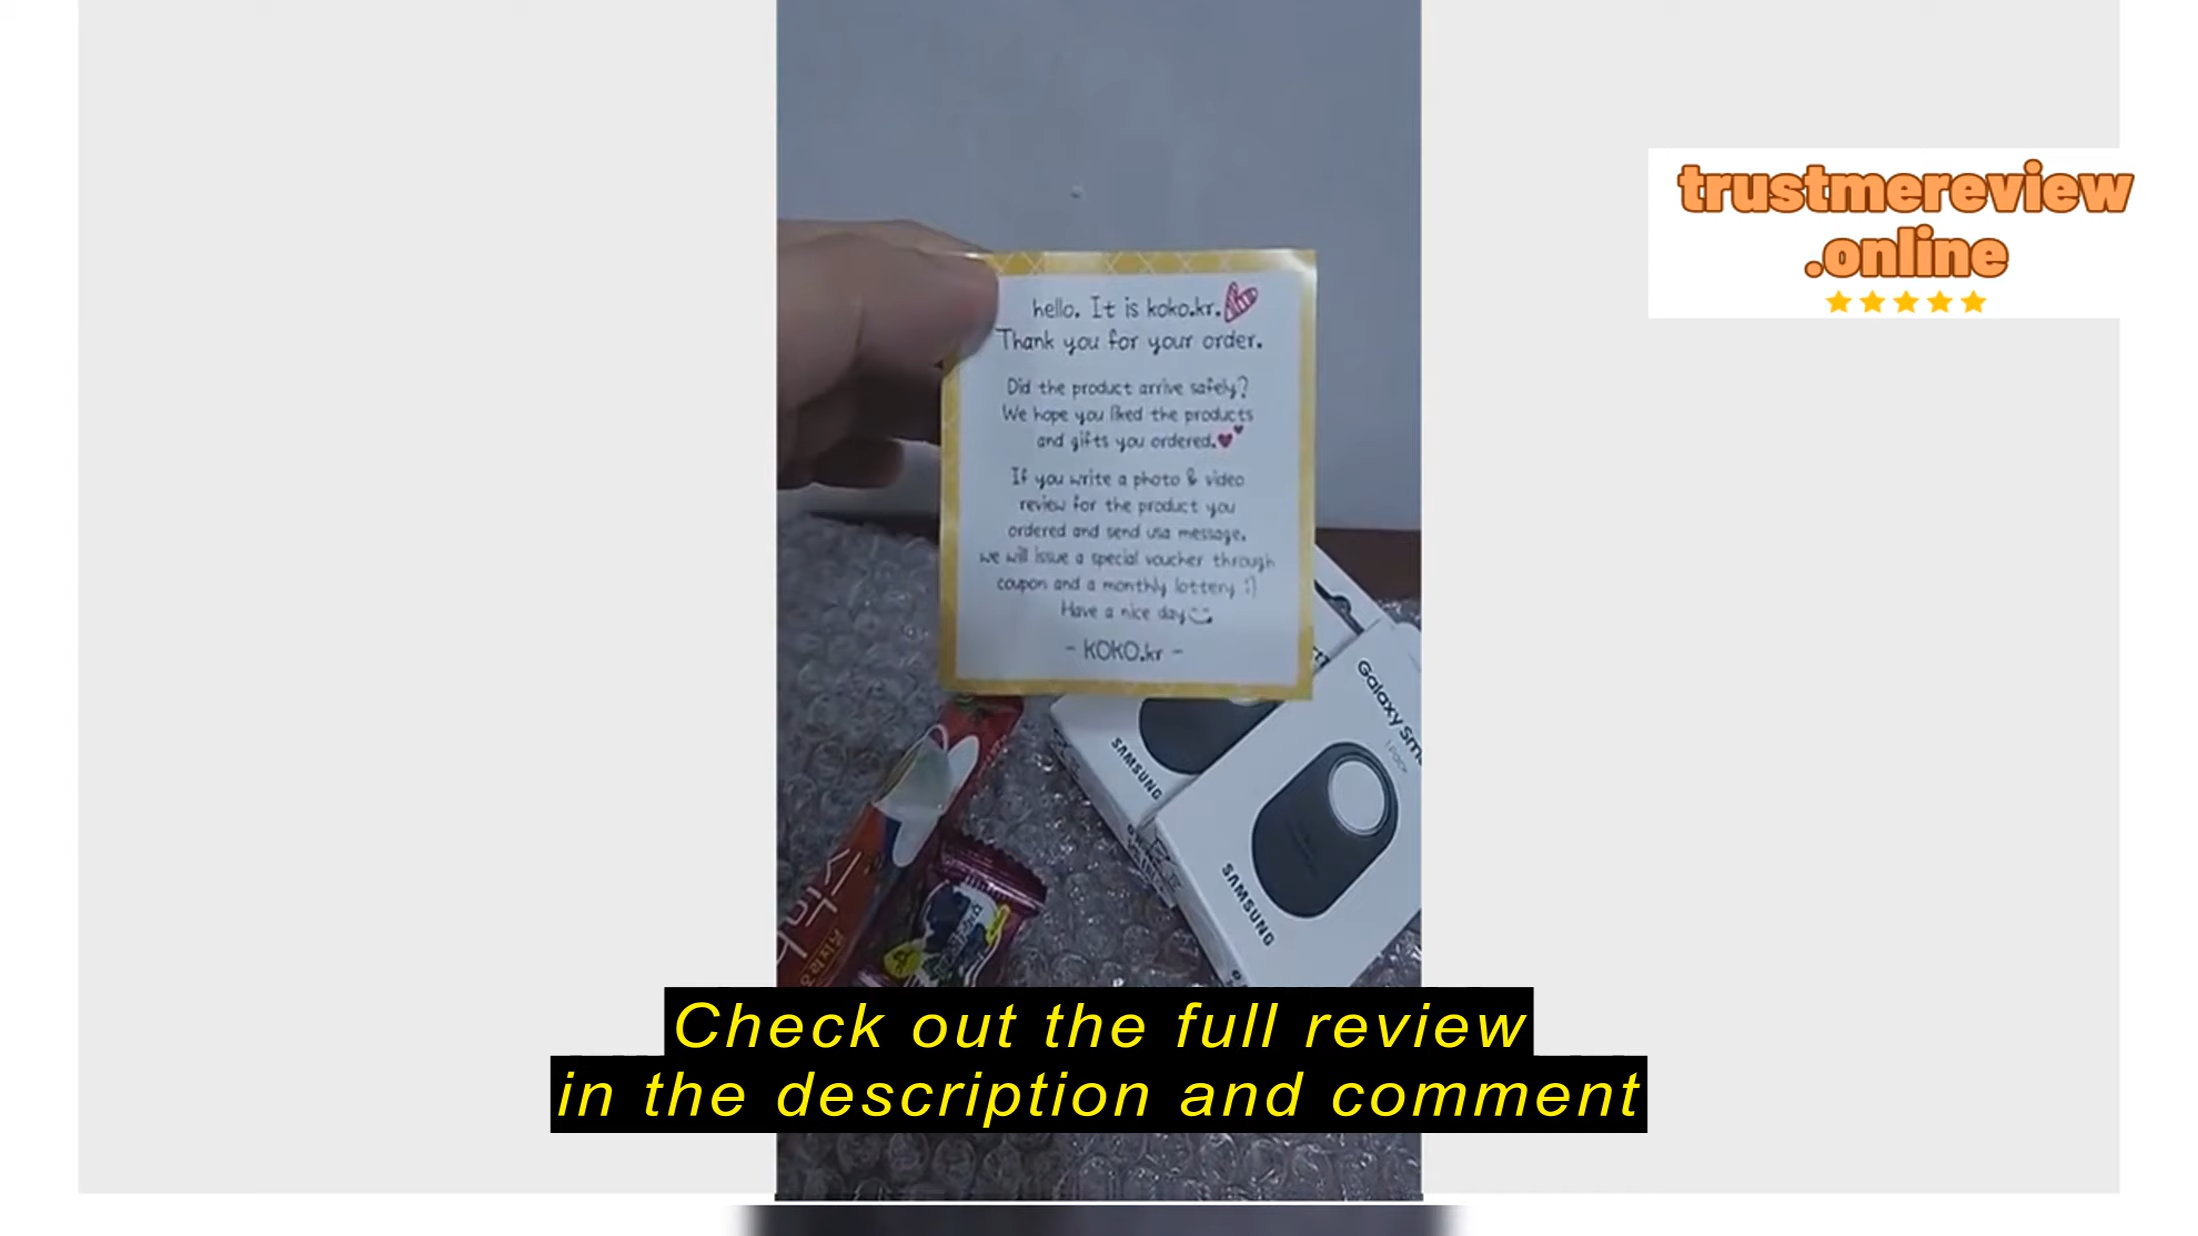 trustmereview
.online
hello. It is koko.kr.
Thank you for your order.
Did the product arrive safely?
We hope you liked the products
and gifts you ordered.
If you write a photo & video
review for the product you
ordered and send usa message.
we will issue a special voucher through
coupon and a monthly lottery :)
Have a nice day
- KOKO.kr -
Galaxy Sm
1 PACK
SAMSUNG
SAMSUNG
Check out the full review
in the description and comment